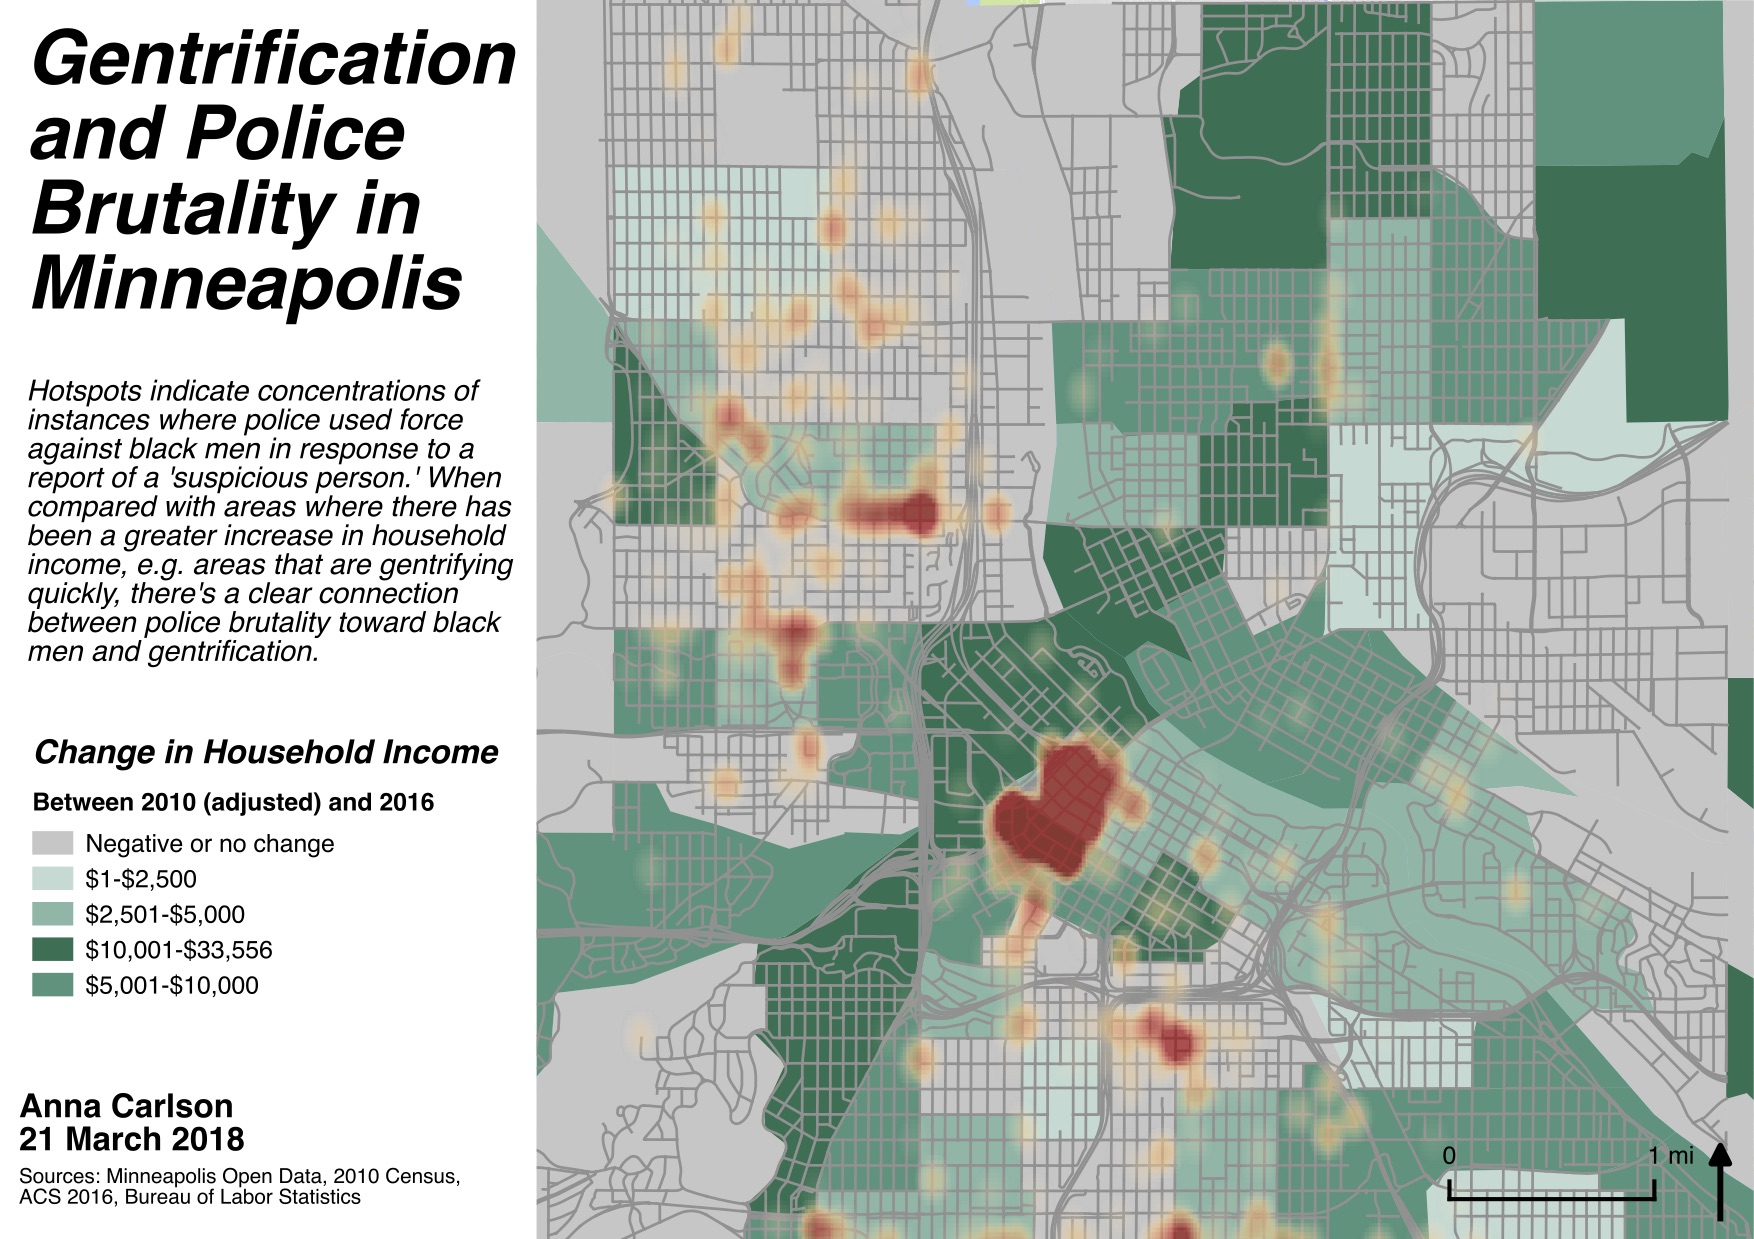 Gentrification
and Police
Brutality in
Minneapolis
Hotspots indicate concentrations of
instances where police used force
against black men in response to a
report of a 'suspicious person.' When
compared with areas where there has
been a greater increase in household
income, e.g. areas that are gentrifying
quickly, there's a clear connection
between police brutality toward black
men and gentrification.
Change in Household Income
Between 2010 (adjusted) and 2016
Negative or no change
$1-$2,500
$2,501-$5,000
$10,001-$33,556
$5,001-$10,000
Anna Carlson
21 March 2018
Sources: Minneapolis Open Data, 2010 Census,
ACS 2016, Bureau of Labor Statistics
0 1 mi